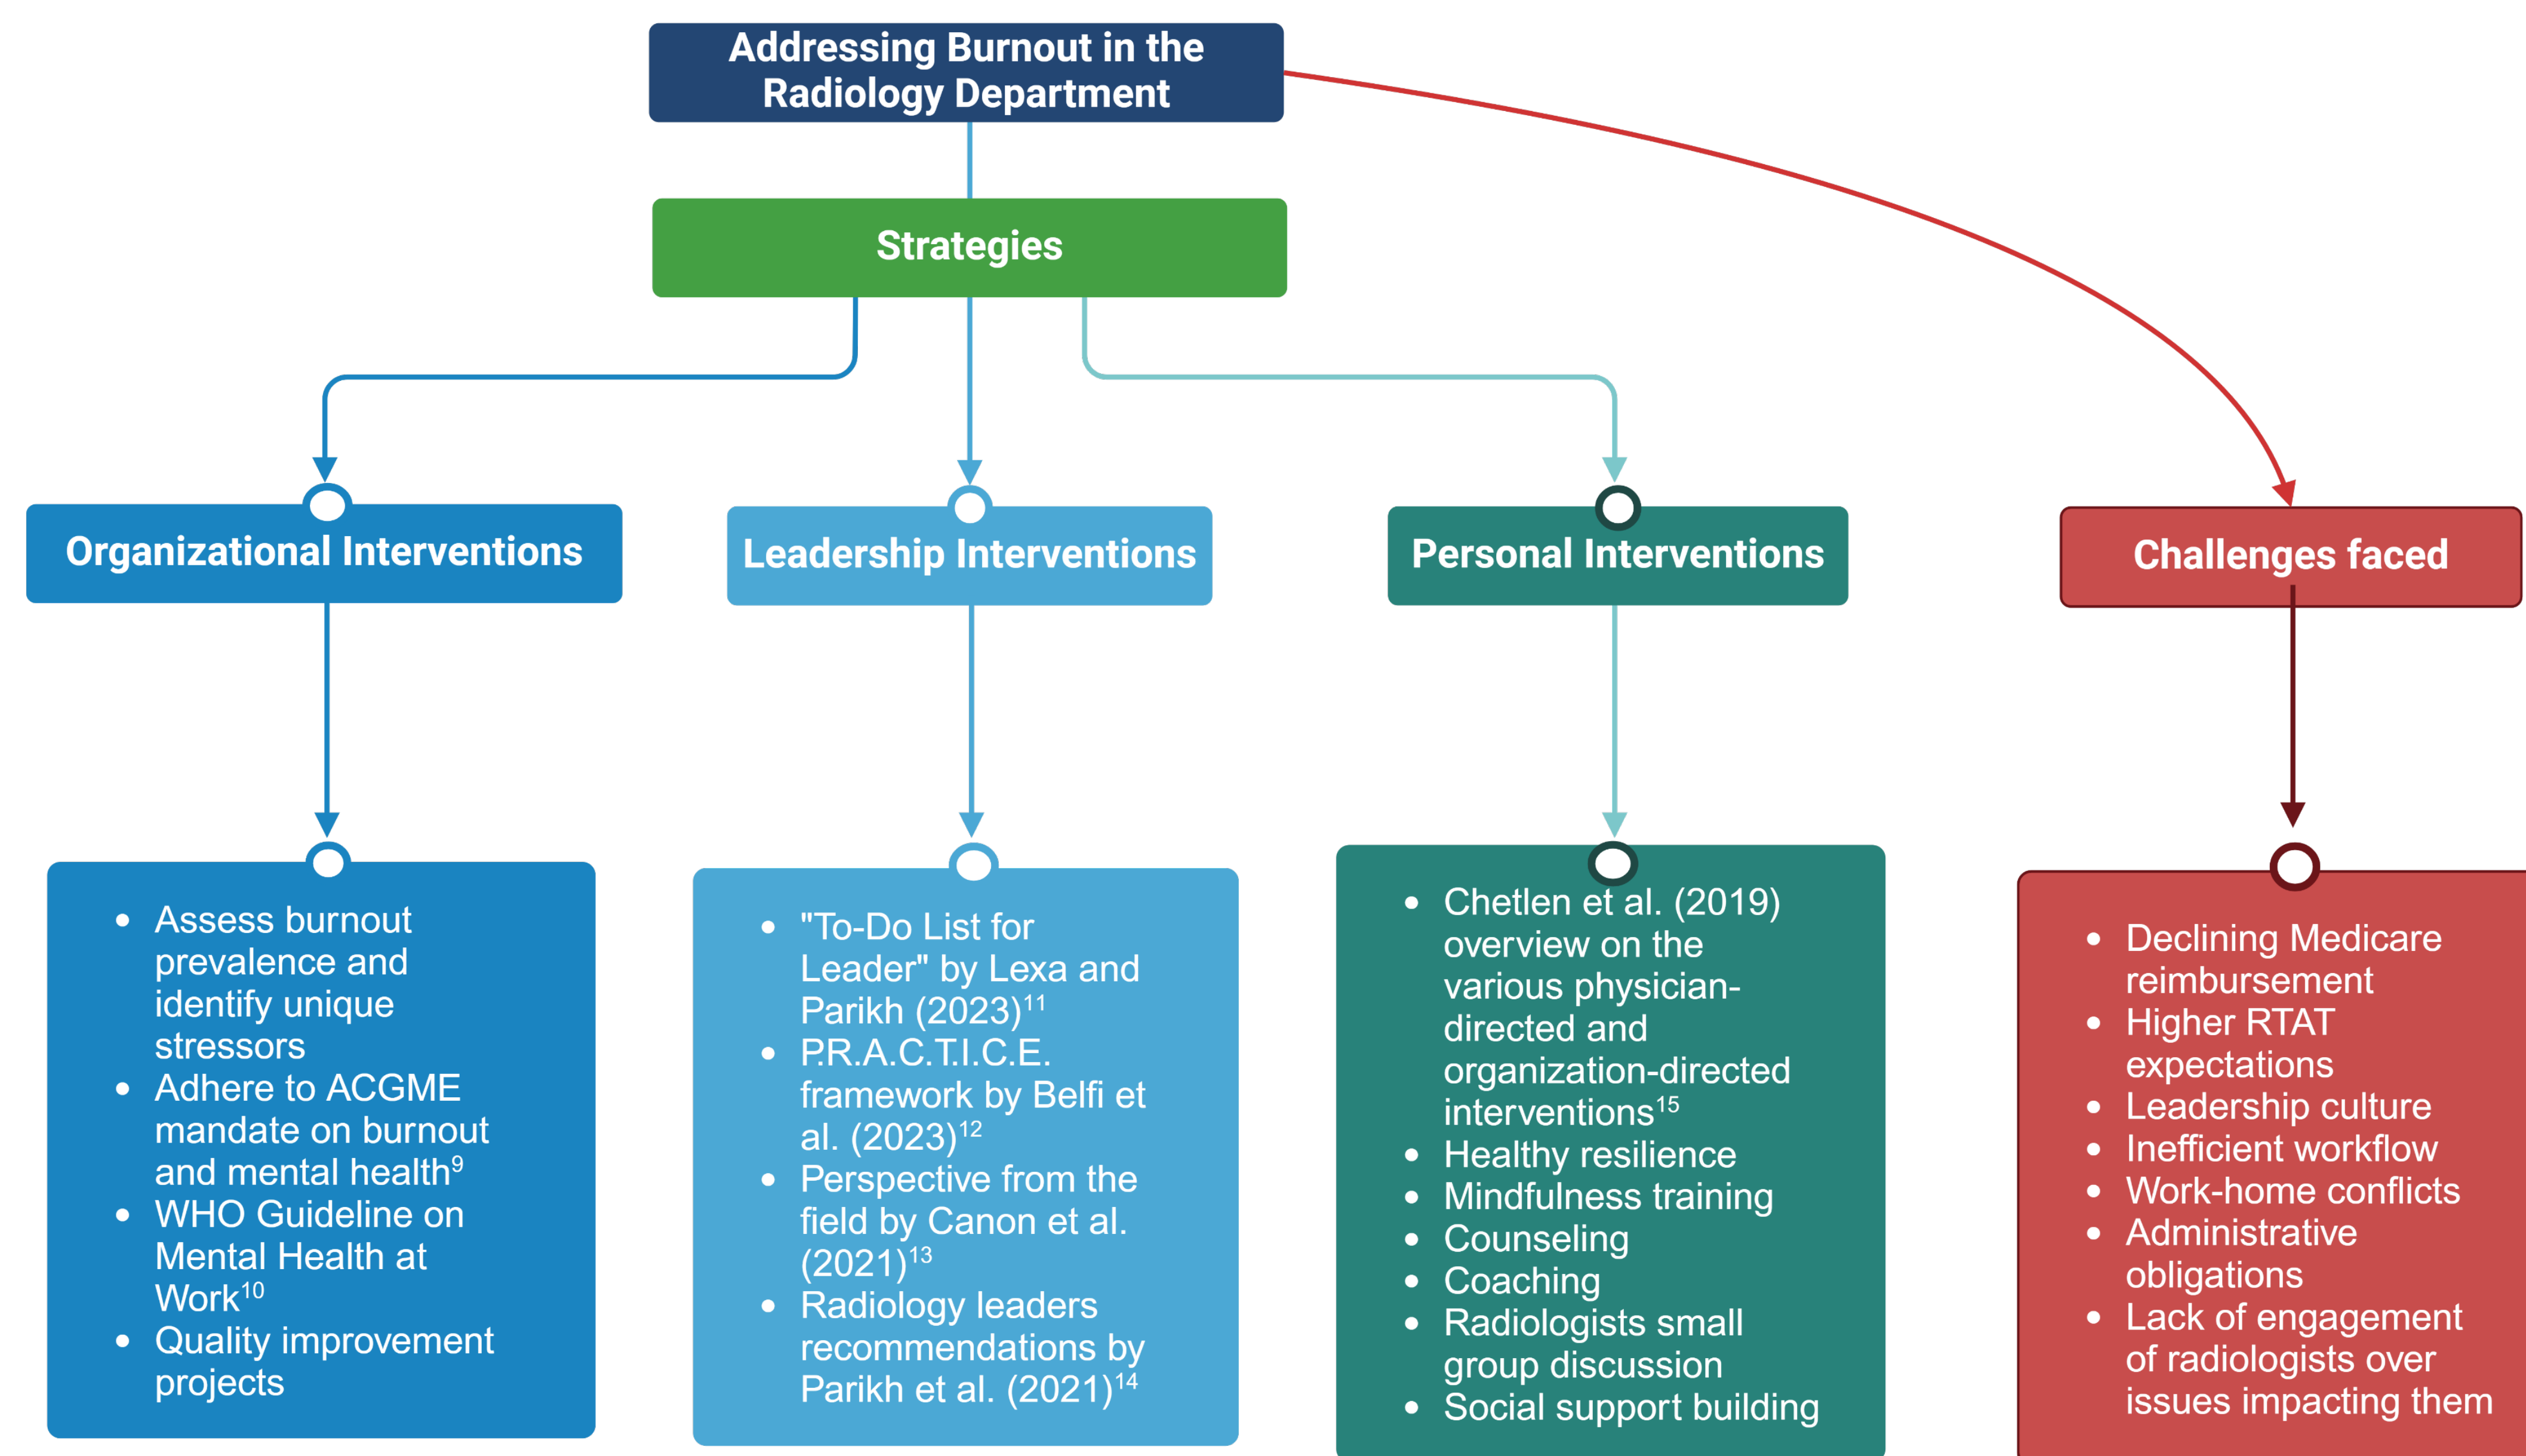 Addressing Burnout in the
Radiology Department
Strategies
Organizational Interventions
Leadership Interventions
Personal Interventions
Challenges faced
• Assess burnout
prevalence and
identify unique
stressors
• Adhere to ACGME
mandate on burnout
and mental health⁹
• WHO Guideline on
Mental Health at
Work¹⁰
• Quality improvement
projects
• "To-Do List for
Leader" by Lexa and
Parikh (2023)¹¹
• P.R.A.C.T.I.C.E.
framework by Belfi et
al. (2023)¹²
• Perspective from the
field by Canon et al.
(2021)¹³
• Radiology leaders
recommendations by
Parikh et al. (2021)¹⁴
• Chetlen et al. (2019)
overview on the
various physician-
directed and
organization-directed
interventions¹⁵
• Healthy resilience
• Mindfulness training
• Counseling
• Coaching
• Radiologists small
group discussion
• Social support building
• Declining Medicare
reimbursement
• Higher RTAT
expectations
• Leadership culture
• Inefficient workflow
• Work-home conflicts
• Administrative
obligations
• Lack of engagement
of radiologists over
issues impacting them